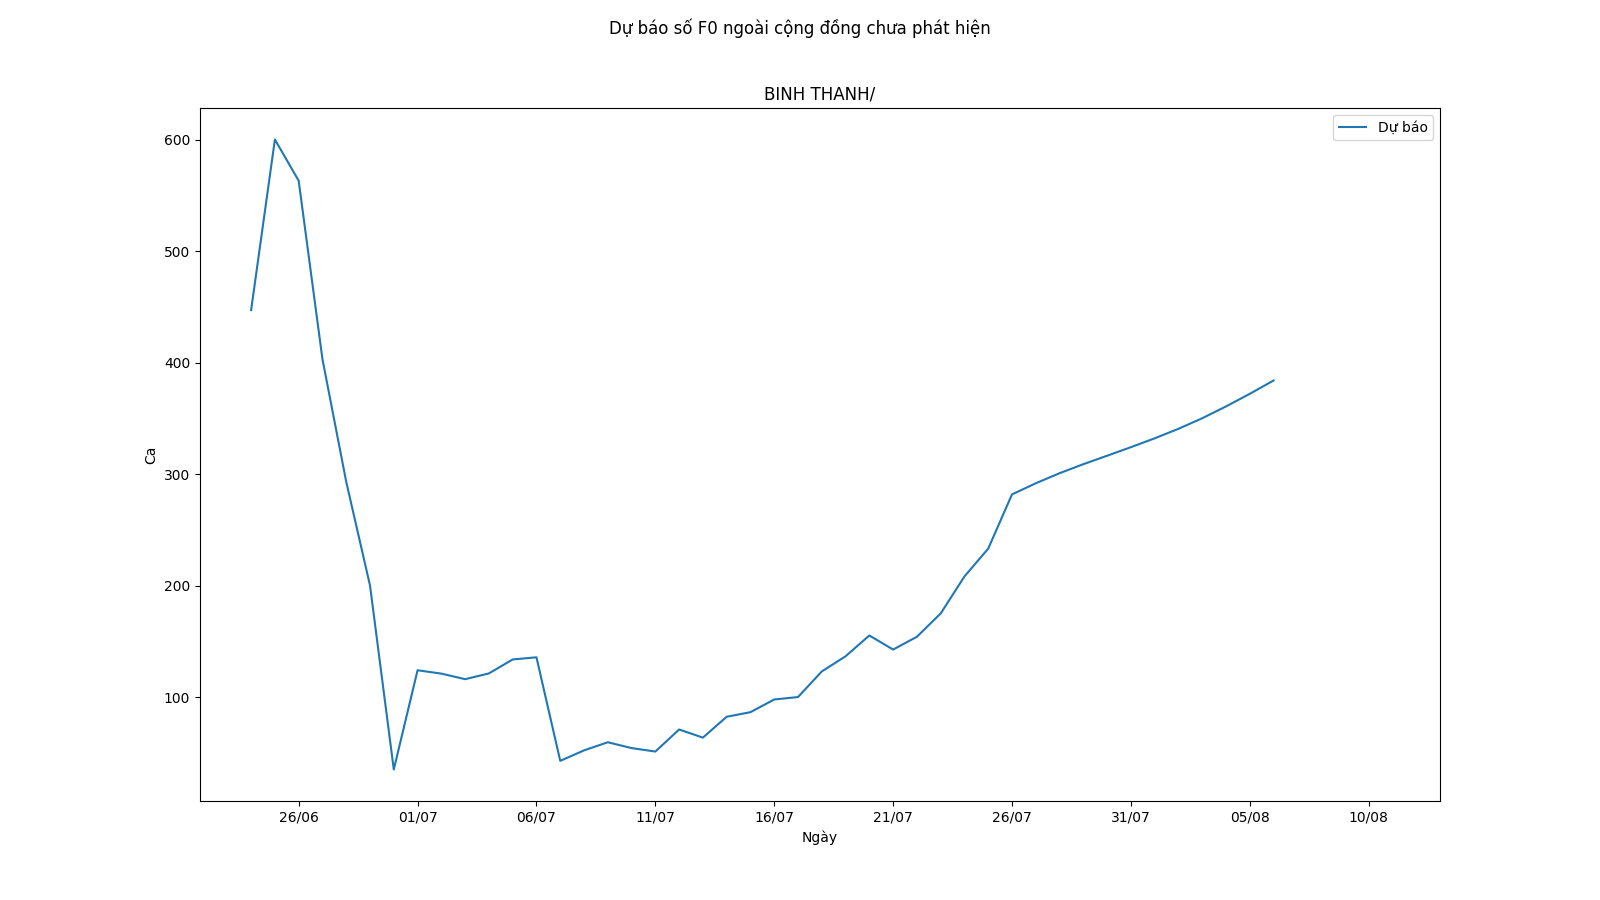 Dự báo số F0 ngoài cộng đồng chưa phát hiện
BINH THANH/
Dự báo
600
500
400
300
200
100
Ca
26/06 01/07 06/07 11/07 16/07 21/07 26/07 31/07 05/08 10/08
Ngày